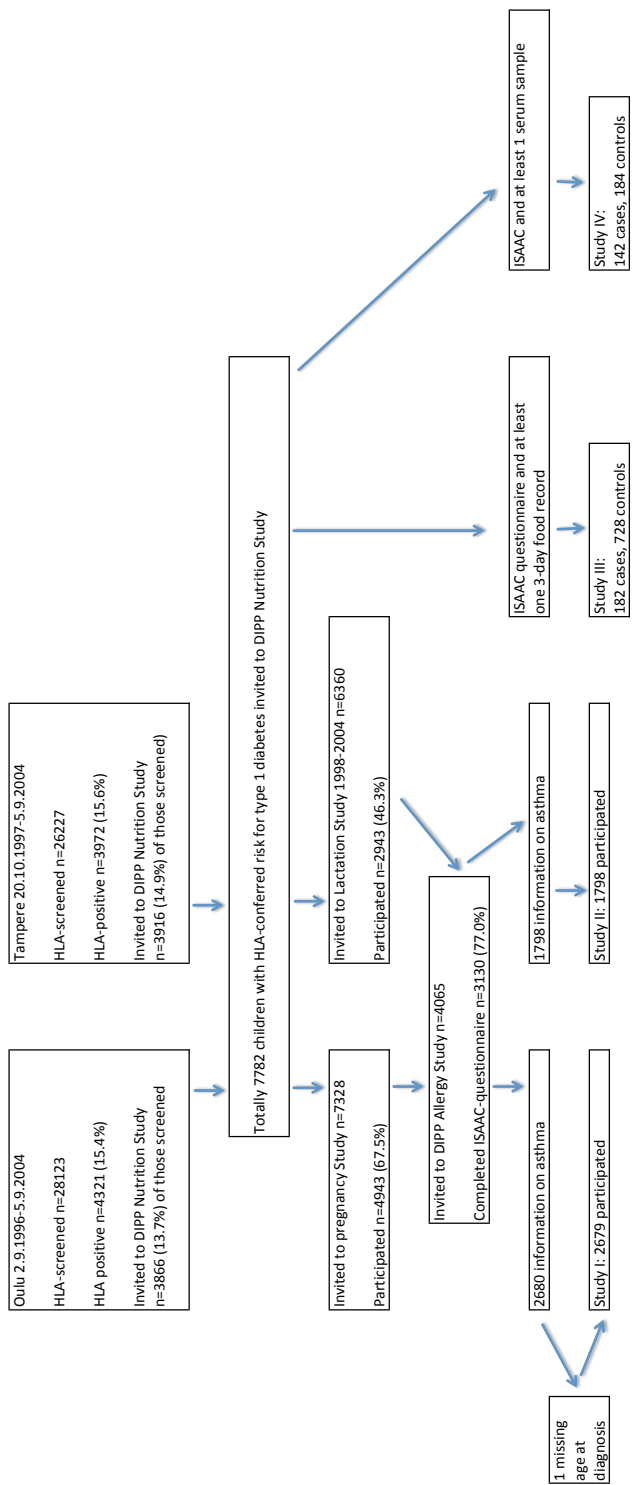 Oulu 2.9.1996-5.9.2004
HLA-screened n=28123
HLA positive n=4321 (15.4%)
Invited to DIPP Nutrition Study
n=3866 (13.7%) of those screened
Tampere 20.10.1997-5.9.2004
HLA-screened n=26227
HLA-positive n=3972 (15.6%)
Invited to DIPP Nutrition Study
n=3916 (14.9%) of those screened)
Totally 7782 children with HLA-conferred risk for type 1 diabetes invited to DIPP Nutrition Study
Invited to pregnancy Study n=7328
Participated n=4943 (67.5%)
Invited to Lactation Study 1998-2004 n=6360
Participated n=2943 (46.3%)
Invited to DIPP Allergy Study n=4065
Completed ISAAC-questionnaire n=3130 (77.0%)
1 missing
age at
diagnosis
2680 information on asthma
Study I: 2679 participated
1798 information on asthma
Study II: 1798 participated
ISAAC questionnaire and at least
one 3-day food record
Study III:
182 cases, 728 controls
ISAAC and at least 1 serum sample
Study IV:
142 cases, 184 controls